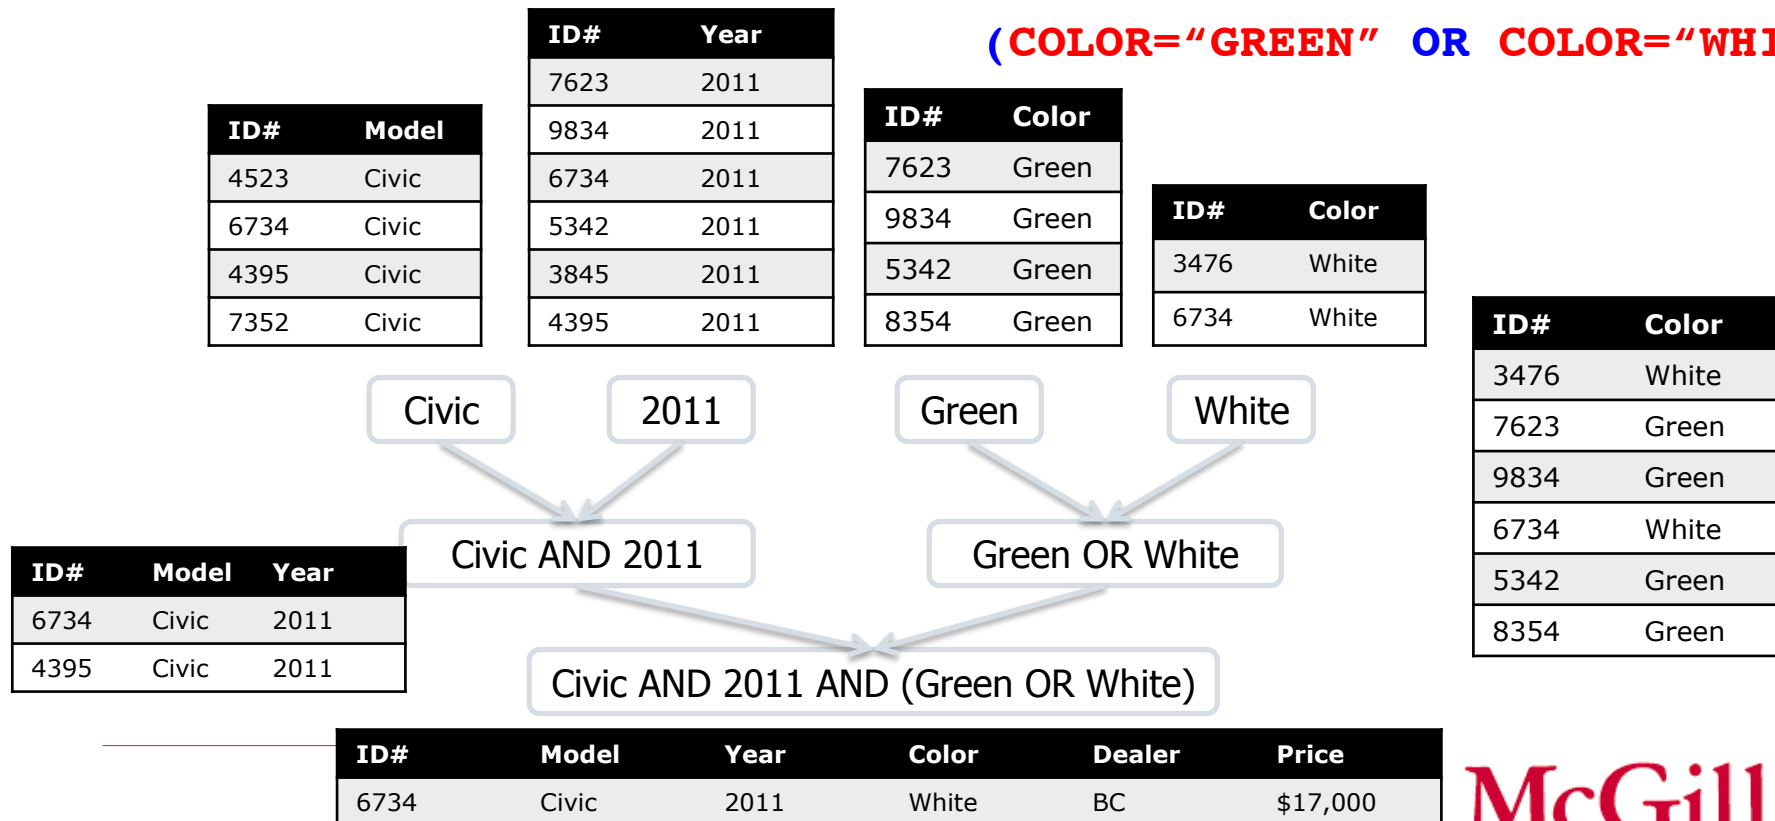 (COLOR=“GREEN” OR COLOR=“WHI
ID# Year
7623 2011
9834 2011
6734 2011
5342 2011
3845 2011
4395 2011
ID# Model
4523 Civic
6734 Civic
4395 Civic
7352 Civic
ID# Color
7623 Green
9834 Green
5342 Green
8354 Green
ID# Color
3476 White
6734 White
ID# Color
3476 White
7623 Green
9834 Green
6734 White
5342 Green
8354 Green
Civic
2011
Green
White
Civic AND 2011
Green OR White
ID# Model Year
6734 Civic 2011
4395 Civic 2011
Civic AND 2011 AND (Green OR White)
ID# Model Year Color Dealer Price
6734 Civic 2011 White BC $17,000
McGill